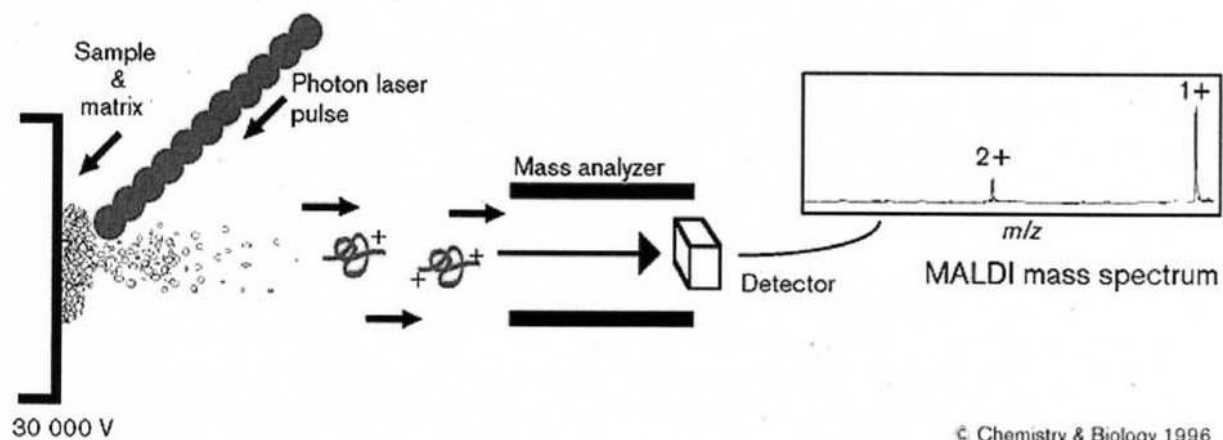 Sample
&
matrix
Photon laser
pulse
Mass analyzer
+
+
+
Detector
30 000 V
2+
1+
m/z
MALDI mass spectrum
© Chemistry & Biology 1996